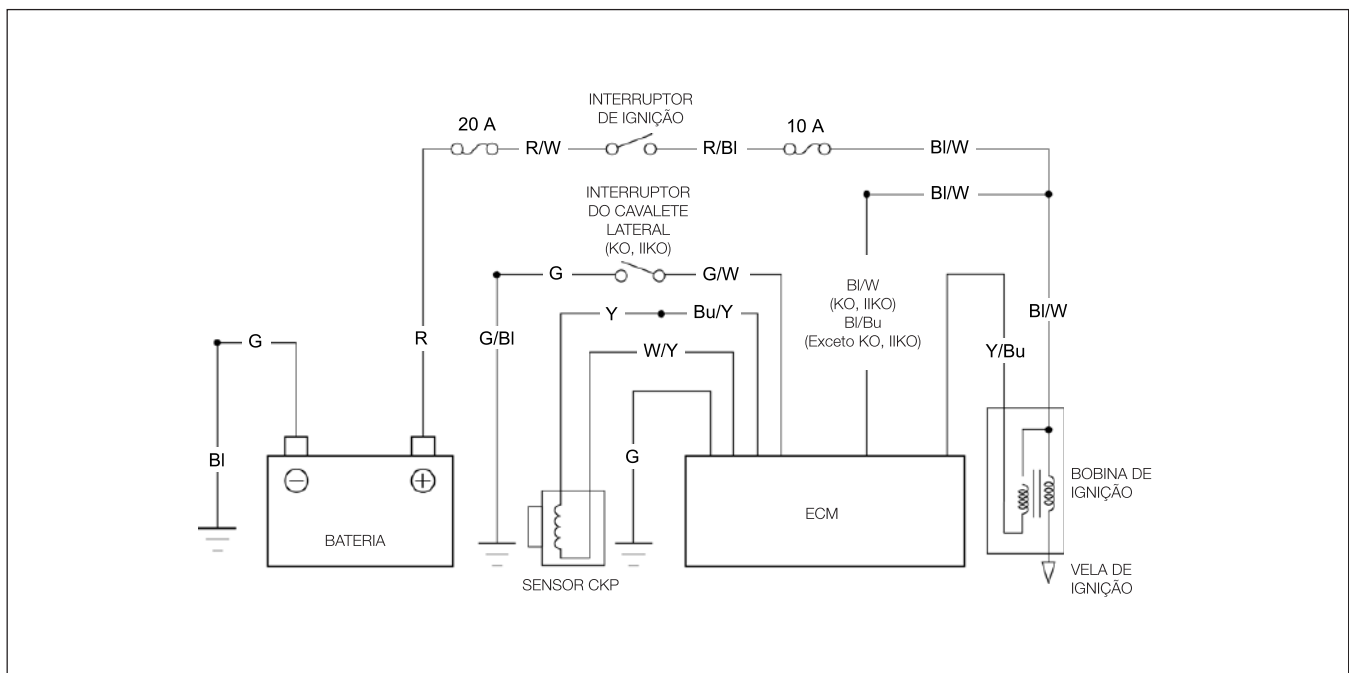 INTERRUPTOR
DE IGNIÇÃO
20 A
10 A
R/W
R/Bl
Bl/W
INTERRUPTOR
DO CAVALETE
LATERAL
(KO, IIKO)
Bl/W
G
G/W
Bl/W
(KO, IIKO)
Bl/Bu
(Exceto KO, IIKO)
Bl/W
Y
Bu/Y
G
R
G/Bl
W/Y
Y/Bu
Bl
G
BATERIA
SENSOR CKP
ECM
BOBINA DE
IGNIÇÃO
VELA DE
IGNIÇÃO